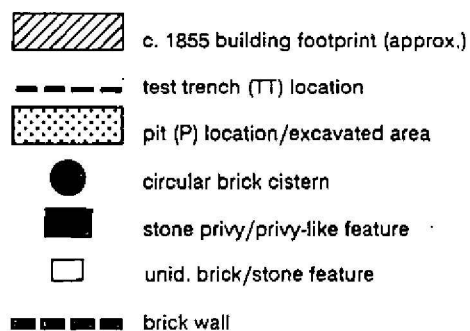 c. 1855 building footprint (approx.)
test trench (TT) location
pit (P) location/excavated area
circular brick cistern
stone privy/privy-like feature
unid. brick/stone feature
brick wall